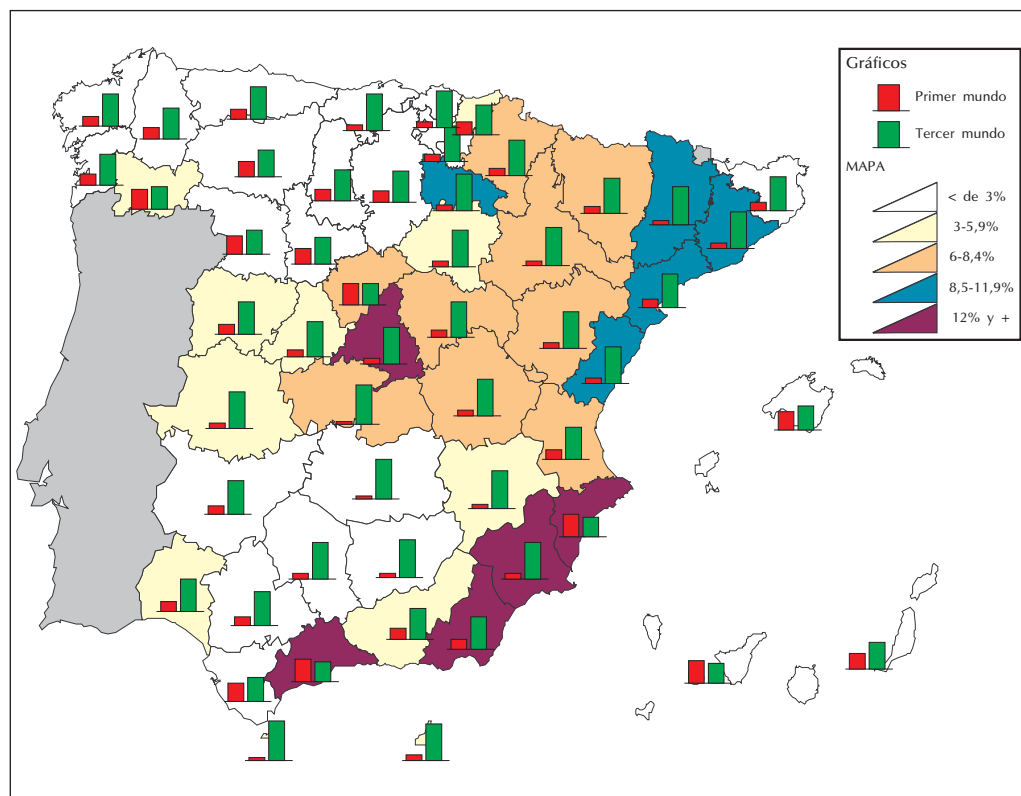 Gráficos
Primer mundo
Tercer mundo
MAPA
< de 3%
3-5,9%
6-8,4%
8,5-11,9%
12% y +